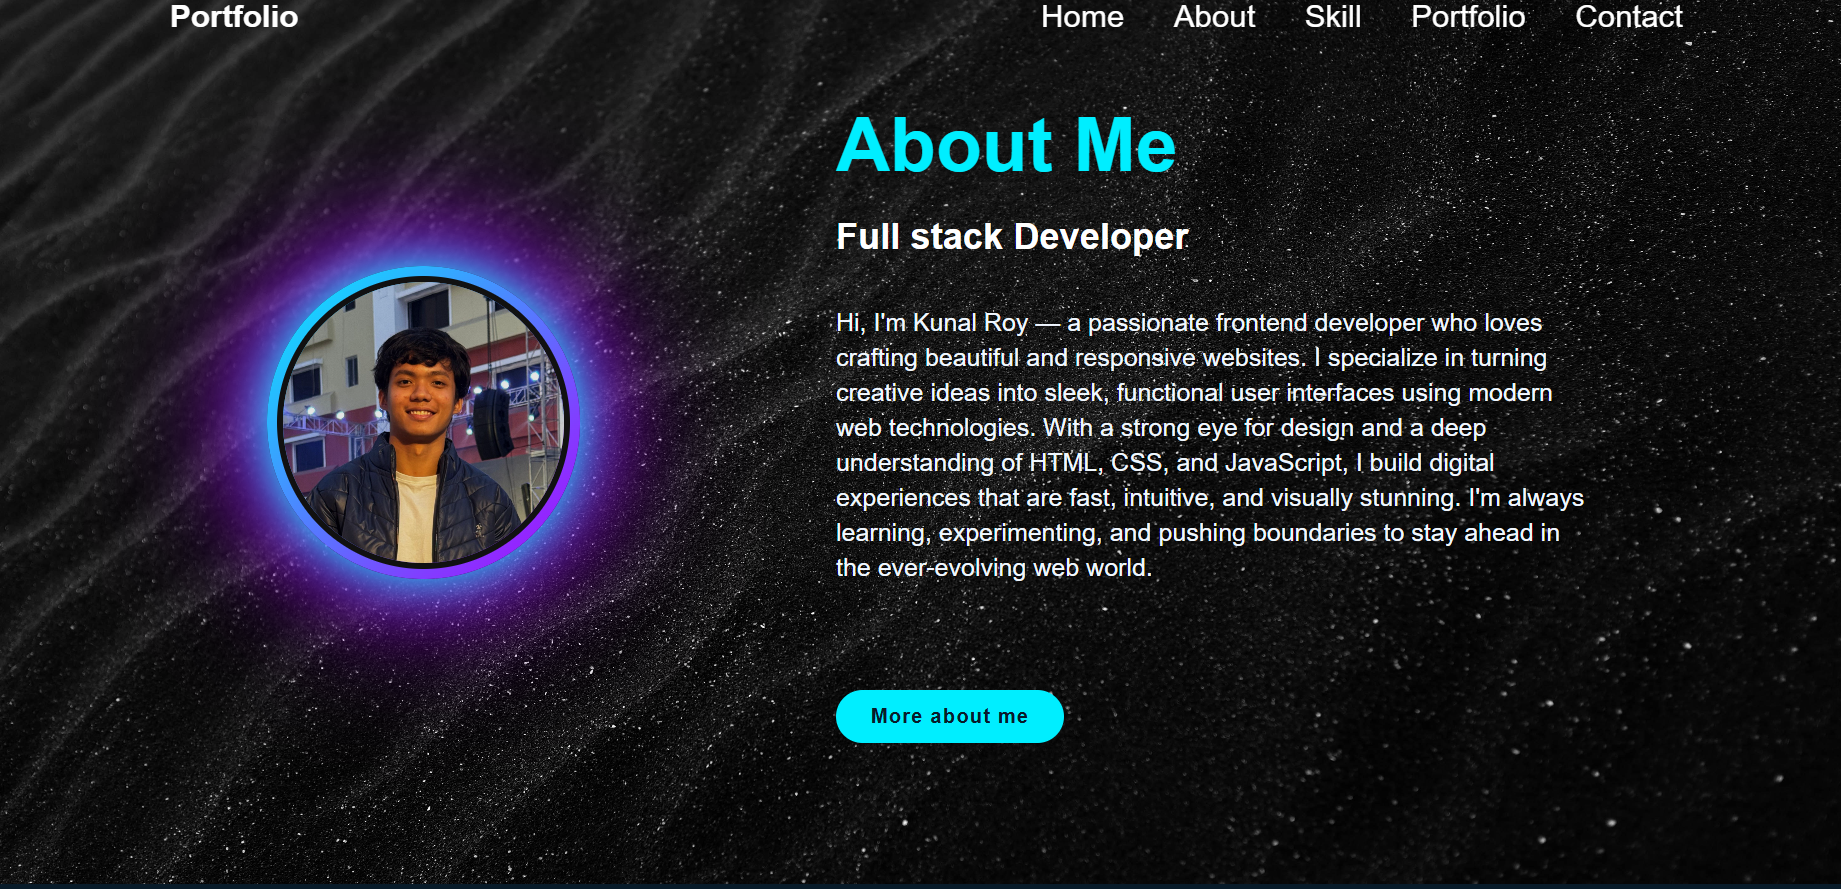 Portfolio
Home About Skill Portfolio Contact
About Me
Full stack Developer
Hi, I'm Kunal Roy — a passionate frontend developer who loves
crafting beautiful and responsive websites. I specialize in turning
creative ideas into sleek, functional user interfaces using modern
web technologies. With a strong eye for design and a deep
understanding of HTML, CSS, and JavaScript, I build digital
experiences that are fast, intuitive, and visually stunning. I'm always
learning, experimenting, and pushing boundaries to stay ahead in
the ever-evolving web world.
More about me